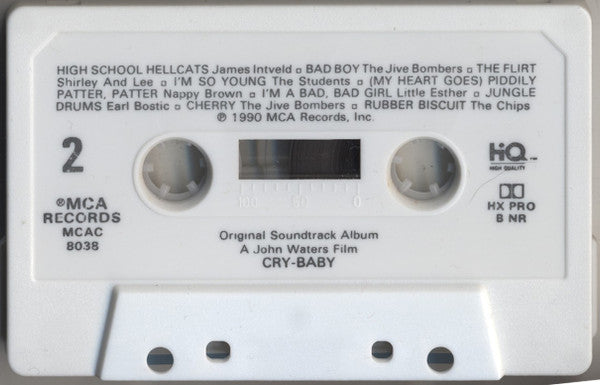 HIGH SCHOOL HELLCATS James Intveld ▫ BAD BOY The Jive Bombers ▫ THE FLIRT
Shirley And Lee ▫ I'M SO YOUNG The Students ▫ (MY HEART GOES) PIDDILY
PATTER, PATTER Nappy Brown ▫ I'M A BAD, BAD GIRL Little Esther ▫ JUNGLE
DRUMS Earl Bostic ▫ CHERRY The Jive Bombers ▫ RUBBER BISCUIT The Chips
℗ 1990 MCA Records, Inc.
2
HiQ™
HIGH QUALITY
100 50 0
®MCA
RECORDS
MCAC
8038
HX PRO
B NR
Original Soundtrack Album
A John Waters Film
CRY-BABY